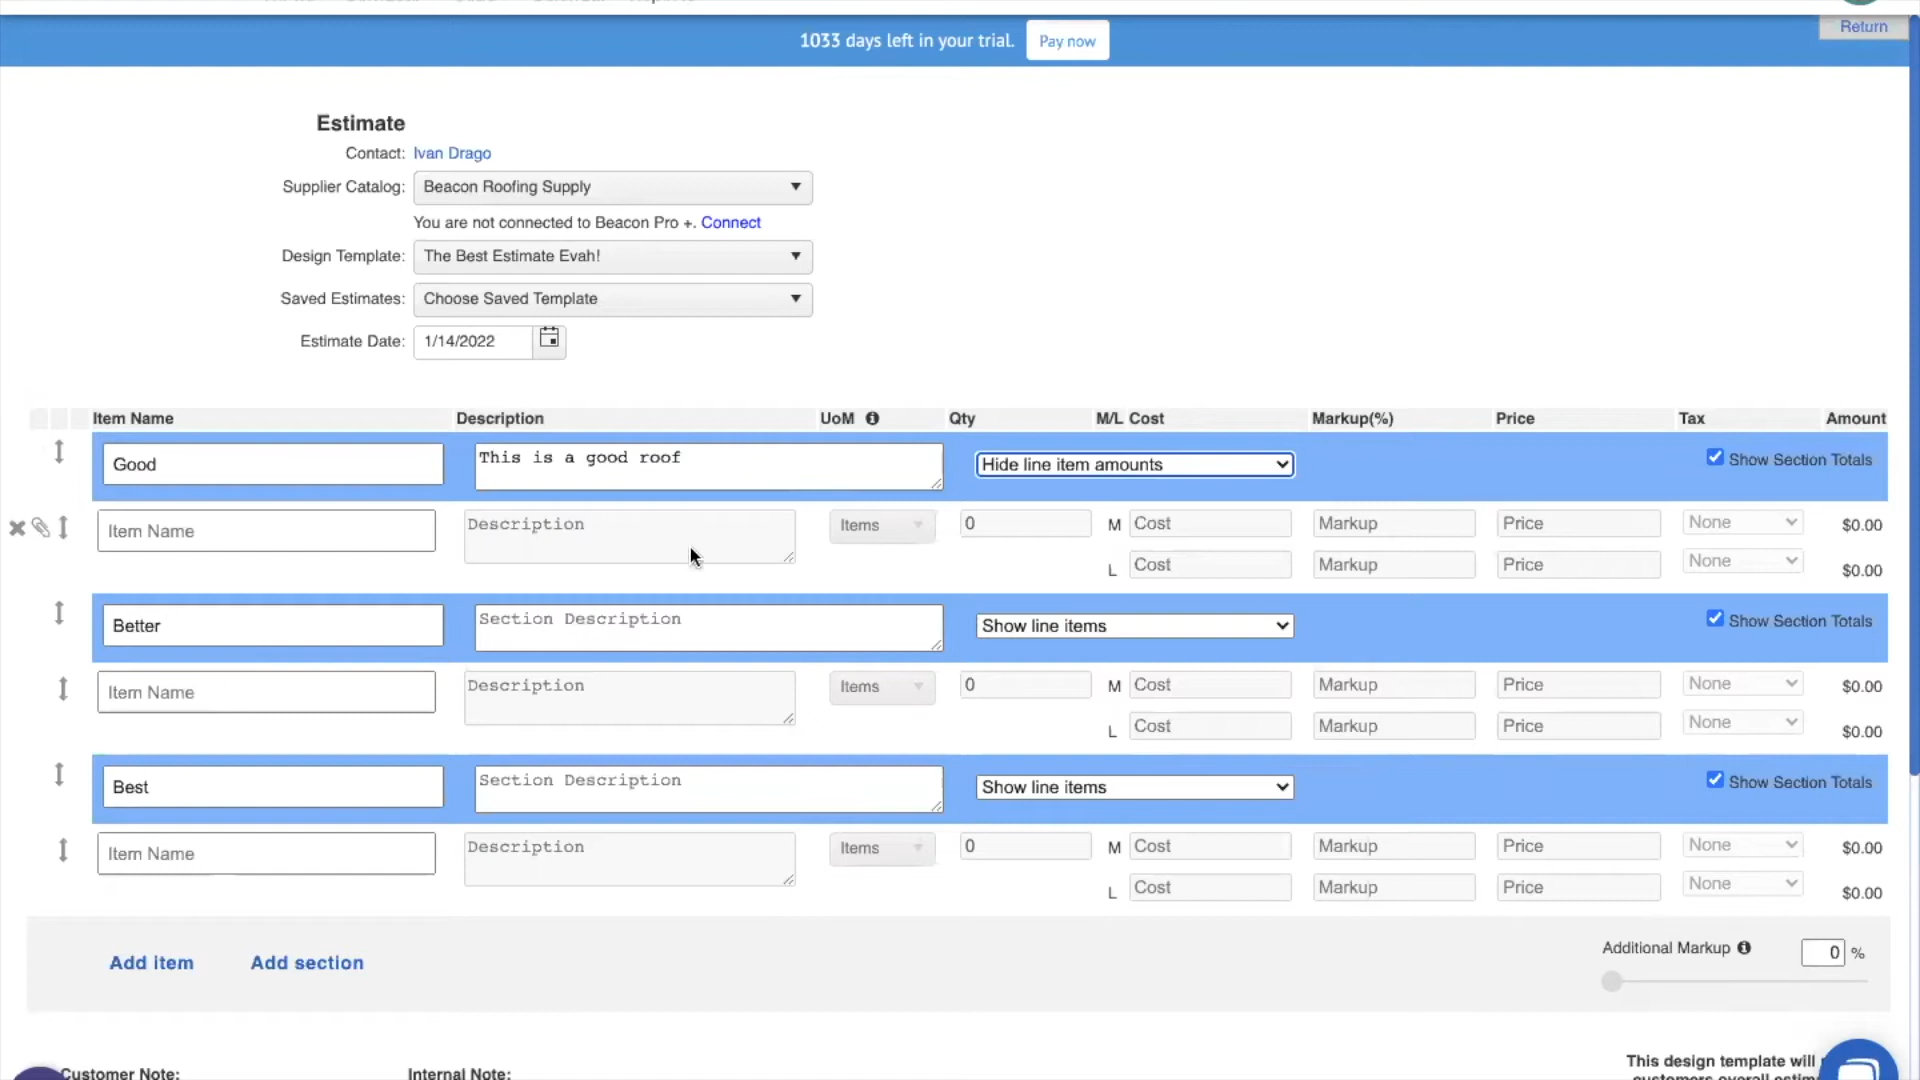 1033 days left in your trial. Pay now
Return
Estimate
Contact: Ivan Drago
Supplier Catalog: Beacon Roofing Supply
You are not connected to Beacon Pro +. Connect
Design Template: The Best Estimate Evah!
Saved Estimates: Choose Saved Template
Estimate Date: 1/14/2022
Item Name Description UoM Qty M/L Cost Markup(%) Price Tax Amount
Good This is a good roof Hide line item amounts Show Section Totals
Item Name Description Items 0 M Cost Markup Price None $0.00
L Cost Markup Price None $0.00
Better Section Description Show line items Show Section Totals
Item Name Description Items 0 M Cost Markup Price None $0.00
L Cost Markup Price None $0.00
Best Section Description Show line items Show Section Totals
Item Name Description Items 0 M Cost Markup Price None $0.00
L Cost Markup Price None $0.00
Add item Add section Additional Markup 0 %
This design template will
Customer Note: Internal Note:
customers overall